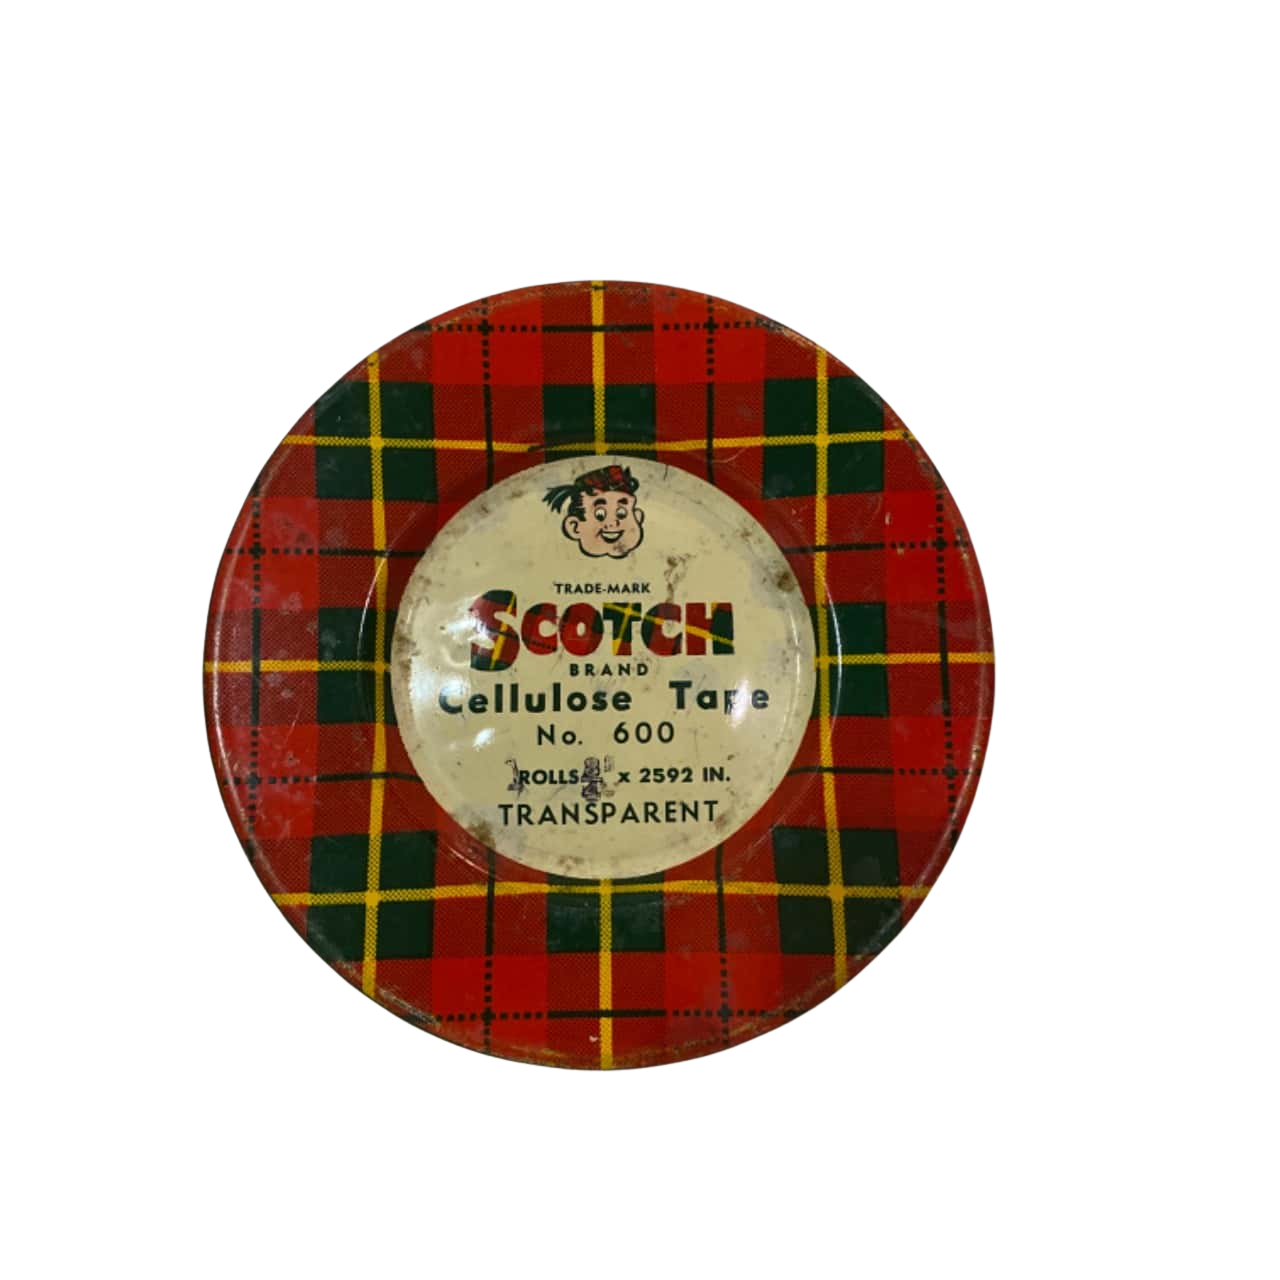 TRADE-MARK
SCOTCH
BRAND
Cellulose Tape
No. 600
ROLLS x 2592 IN.
TRANSPARENT